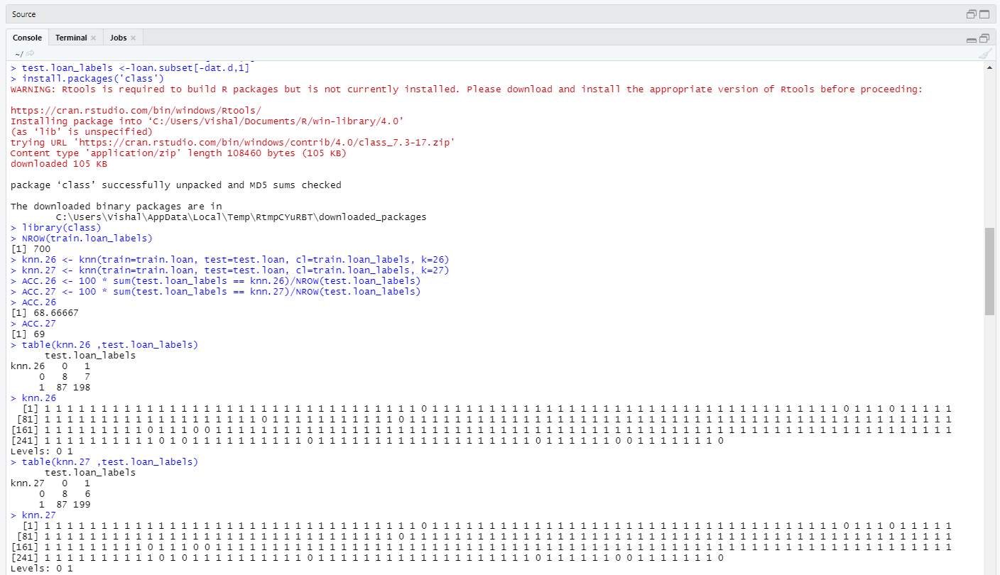 Source
Console Terminal Jobs
~/
> test.loan_labels <-loan.subset[-dat.d,1]
> install.packages('class')
WARNING: Rtools is required to build R packages but is not currently installed. Please download and install the appropriate version of Rtools before proceeding:
https://cran.rstudio.com/bin/windows/Rtools/
Installing package into ‘C:/Users/Vishal/Documents/R/win-library/4.0’
(as ‘lib’ is unspecified)
trying URL 'https://cran.rstudio.com/bin/windows/contrib/4.0/class_7.3-17.zip'
Content type 'application/zip' length 108460 bytes (105 KB)
downloaded 105 KB
package ‘class’ successfully unpacked and MD5 sums checked
The downloaded binary packages are in
C:\Users\Vishal\AppData\Local\Temp\RtmpCYuRBT\downloaded_packages
> library(class)
> NROW(train.loan_labels)
[1] 700
> knn.26 <- knn(train=train.loan, test=test.loan, cl=train.loan_labels, k=26)
> knn.27 <- knn(train=train.loan, test=test.loan, cl=train.loan_labels, k=27)
> ACC.26 <- 100 * sum(test.loan_labels == knn.26)/NROW(test.loan_labels)
> ACC.27 <- 100 * sum(test.loan_labels == knn.27)/NROW(test.loan_labels)
> ACC.26
[1] 68.66667
> ACC.27
[1] 69
> table(knn.26 ,test.loan_labels)
test.loan_labels
knn.26 0 1
0 8 7
1 87 198
> knn.26
[1] 1 1 1 1 1 1 1 1 1 1 1 1 1 1 1 1 1 1 1 1 1 1 1 1 1 1 1 1 1 1 1 1 1 0 1 1 1 1 1 1 1 1 1 1 1 1 1 1 1 1 1 1 1 1 1 1 1 1 1 1 1 1 1 1 1 1 1 1 1 1 0 1 1 1 0 1 1 1 1 1
[81] 1 1 1 1 1 1 1 1 1 1 1 1 1 1 1 1 1 1 1 0 1 1 1 1 1 1 1 1 1 1 1 0 1 1 1 1 1 1 1 1 1 1 1 1 1 1 1 1 1 1 1 1 1 1 1 1 1 1 1 1 1 1 1 1 1 1 1 1 1 1 1 1 1 1 1 1 1 1 1 1
[161] 1 1 1 1 1 1 1 1 1 0 1 1 1 0 0 1 1 1 1 1 1 1 1 1 1 1 1 1 1 1 1 1 1 1 1 1 1 1 1 1 1 1 1 1 1 1 1 1 1 1 1 1 1 1 1 1 1 1 1 1 1 1 1 1 1 1 1 1 1 1 1 1 1 1 1 1 1 1 1 1
[241] 1 1 1 1 1 1 1 1 1 1 0 1 0 1 1 1 1 1 1 1 1 1 1 0 1 1 1 1 1 1 1 1 1 1 1 1 1 1 1 1 1 1 1 0 1 1 1 1 1 1 0 0 1 1 1 1 1 1 1 0
Levels: 0 1
> table(knn.27 ,test.loan_labels)
test.loan_labels
knn.27 0 1
0 8 6
1 87 199
> knn.27
[1] 1 1 1 1 1 1 1 1 1 1 1 1 1 1 1 1 1 1 1 1 1 1 1 1 1 1 1 1 1 1 1 1 1 0 1 1 1 1 1 1 1 1 1 1 1 1 1 1 1 1 1 1 1 1 1 1 1 1 1 1 1 1 1 1 1 1 1 1 1 1 0 1 1 1 0 1 1 1 1 1
[81] 1 1 1 1 1 1 1 1 1 1 1 1 1 1 1 1 1 1 1 1 1 1 1 1 1 1 1 1 1 1 1 0 1 1 1 1 1 1 1 1 1 1 1 1 1 1 1 1 1 1 1 1 1 1 1 1 1 1 1 1 1 1 1 1 1 1 1 1 1 1 1 1 1 1 1 1 1 1 1 1
[161] 1 1 1 1 1 1 1 1 1 0 1 1 1 0 0 1 1 1 1 1 1 1 1 1 1 1 1 1 1 1 1 1 1 1 1 1 1 1 1 1 1 1 1 1 1 1 1 1 1 1 1 1 1 1 1 1 1 1 1 1 1 1 1 1 1 1 1 1 1 1 1 1 1 1 1 1 1 1 1 1
[241] 1 1 1 1 1 1 1 1 1 1 0 1 0 1 1 1 1 1 1 1 1 1 1 0 1 1 1 1 1 1 1 1 1 1 1 1 1 1 1 1 1 1 1 0 1 1 1 1 1 1 0 0 1 1 1 1 1 1 1 0
Levels: 0 1